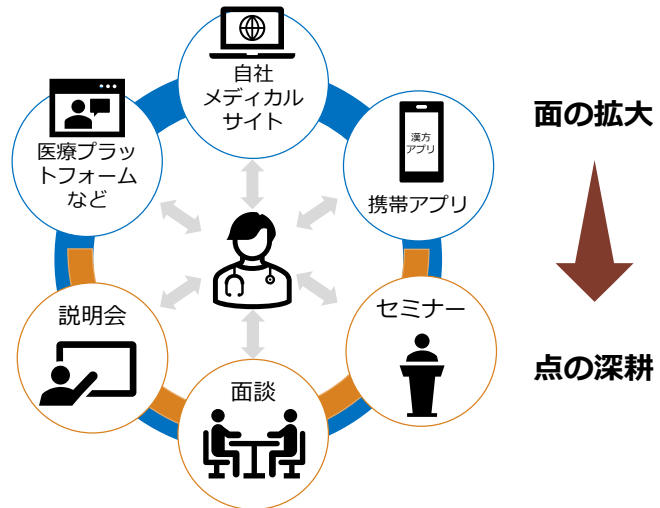 自社
メディカル
サイト
医療プラッ
トフォーム
など
漢方
アプリ
携帯アプリ
面の拡大
説明会
セミナー
面談
点の深耕